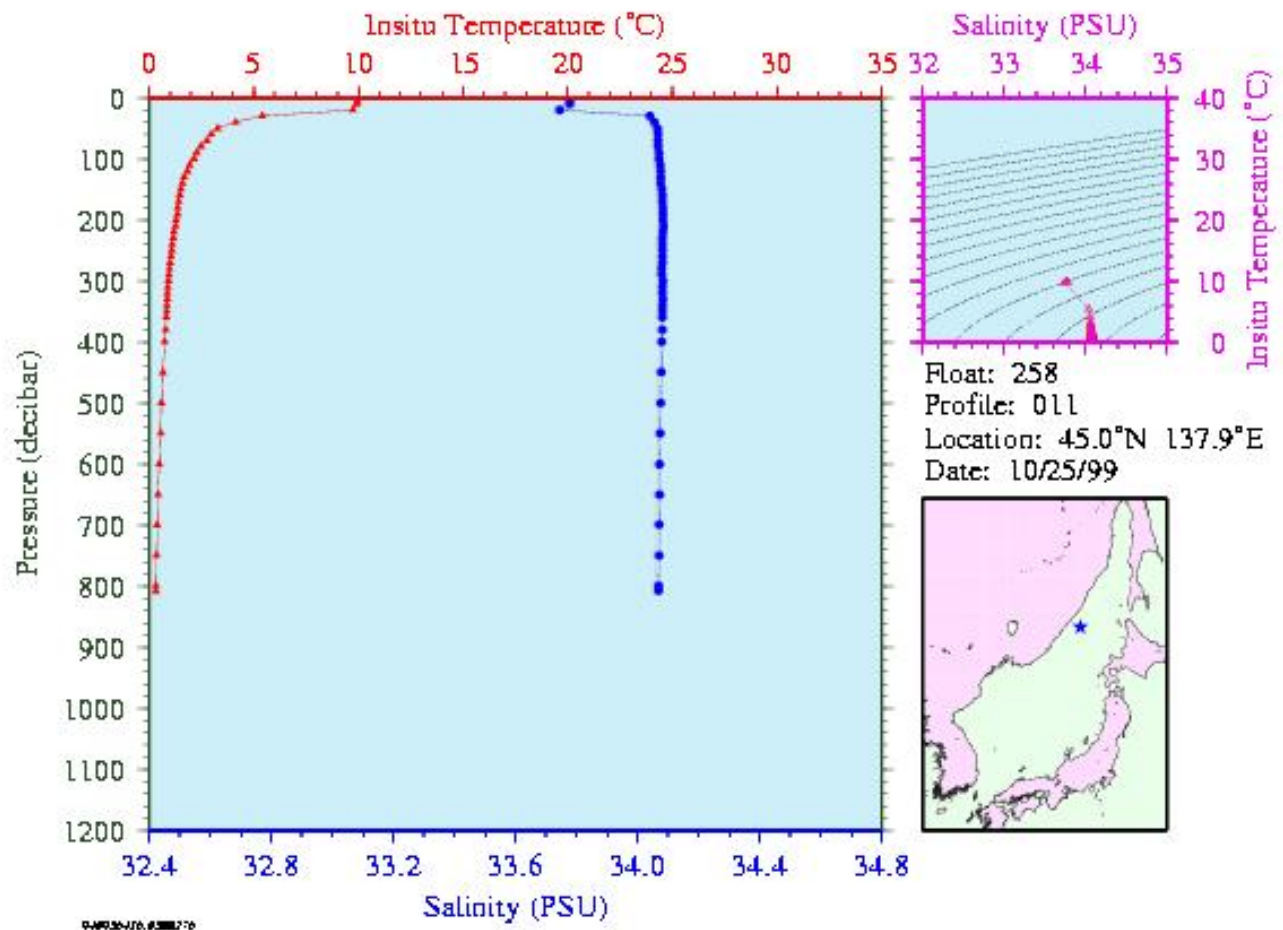 Insitu Temperature (°C)
0 5 10 15 20 25 30 35
Salinity (PSU)
32 33 34 35
0
100
200
300
400
500
600
700
800
900
1000
1100
1200
Pressure (decibar)
32.4 32.8 33.2 33.6 34.0 34.4 34.8
Salinity (PSU)
40
30
20
10
0
Insitu Temperature (°C)
Float: 258
Profile: 011
Location: 45.0°N 137.9°E
Date: 10/25/99